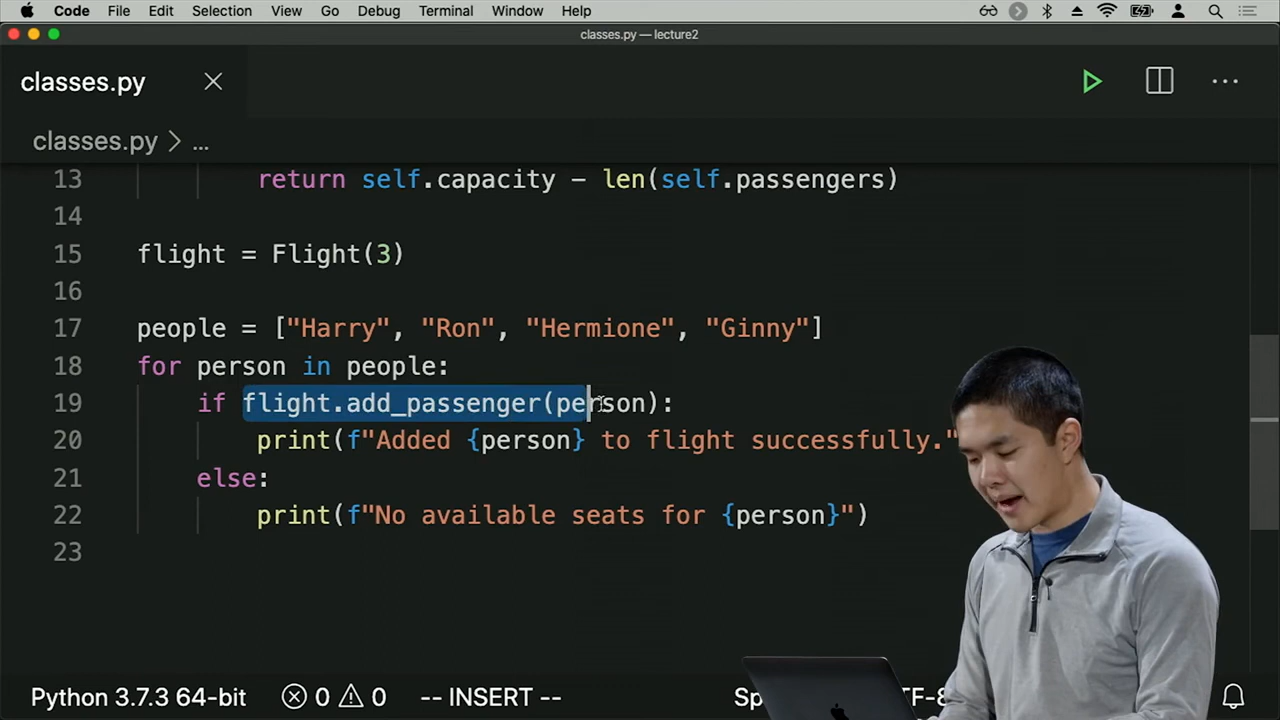 Code File Edit Selection View Go Debug Terminal Window Help
classes.py — lecture2
classes.py
classes.py > ...
13 return self.capacity - len(self.passengers)
14
15 flight = Flight(3)
16
17 people = ["Harry", "Ron", "Hermione", "Ginny"]
18 for person in people:
19 if flight.add_passenger(person):
20 print(f"Added {person} to flight successfully."
21 else:
22 print(f"No available seats for {person}")
23
Python 3.7.3 64-bit 0 0 -- INSERT --